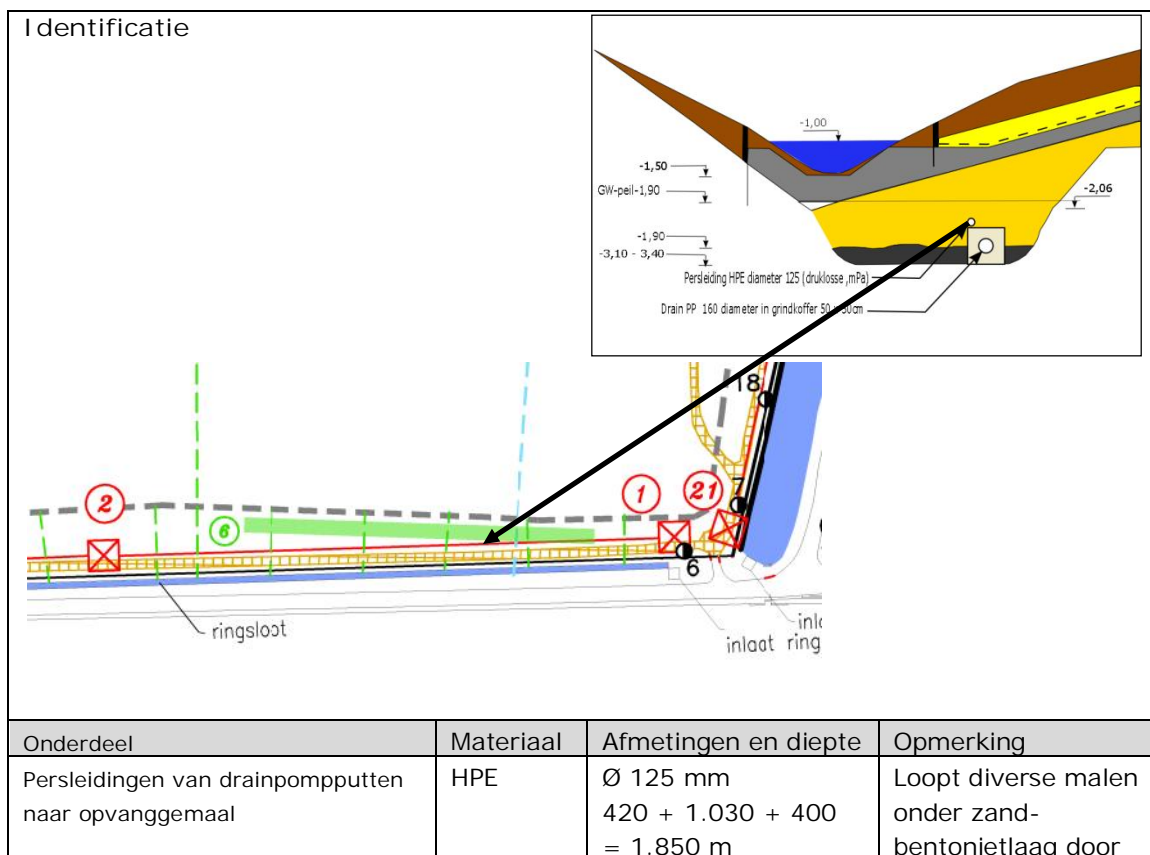 Identificatie
-1,00
-1,50
GW-peil-1,90
-2,06
-1,90
-3,10 - 3,40
Persleiding HPE diameter 125 (druklosse ,mPa)
Drain PP 160 diameter in grindkoffer 50 x 50cm
18
2
6
1
21
7
6
ringsloot
inlaat
inla
ring
Onderdeel Materiaal Afmetingen en diepte Opmerking
Persleidingen van drainpompputten HPE Ø 125 mm Loopt diverse malen
naar opvanggemaal 420 + 1.030 + 400 onder zand-
= 1.850 m bentonietlaag door